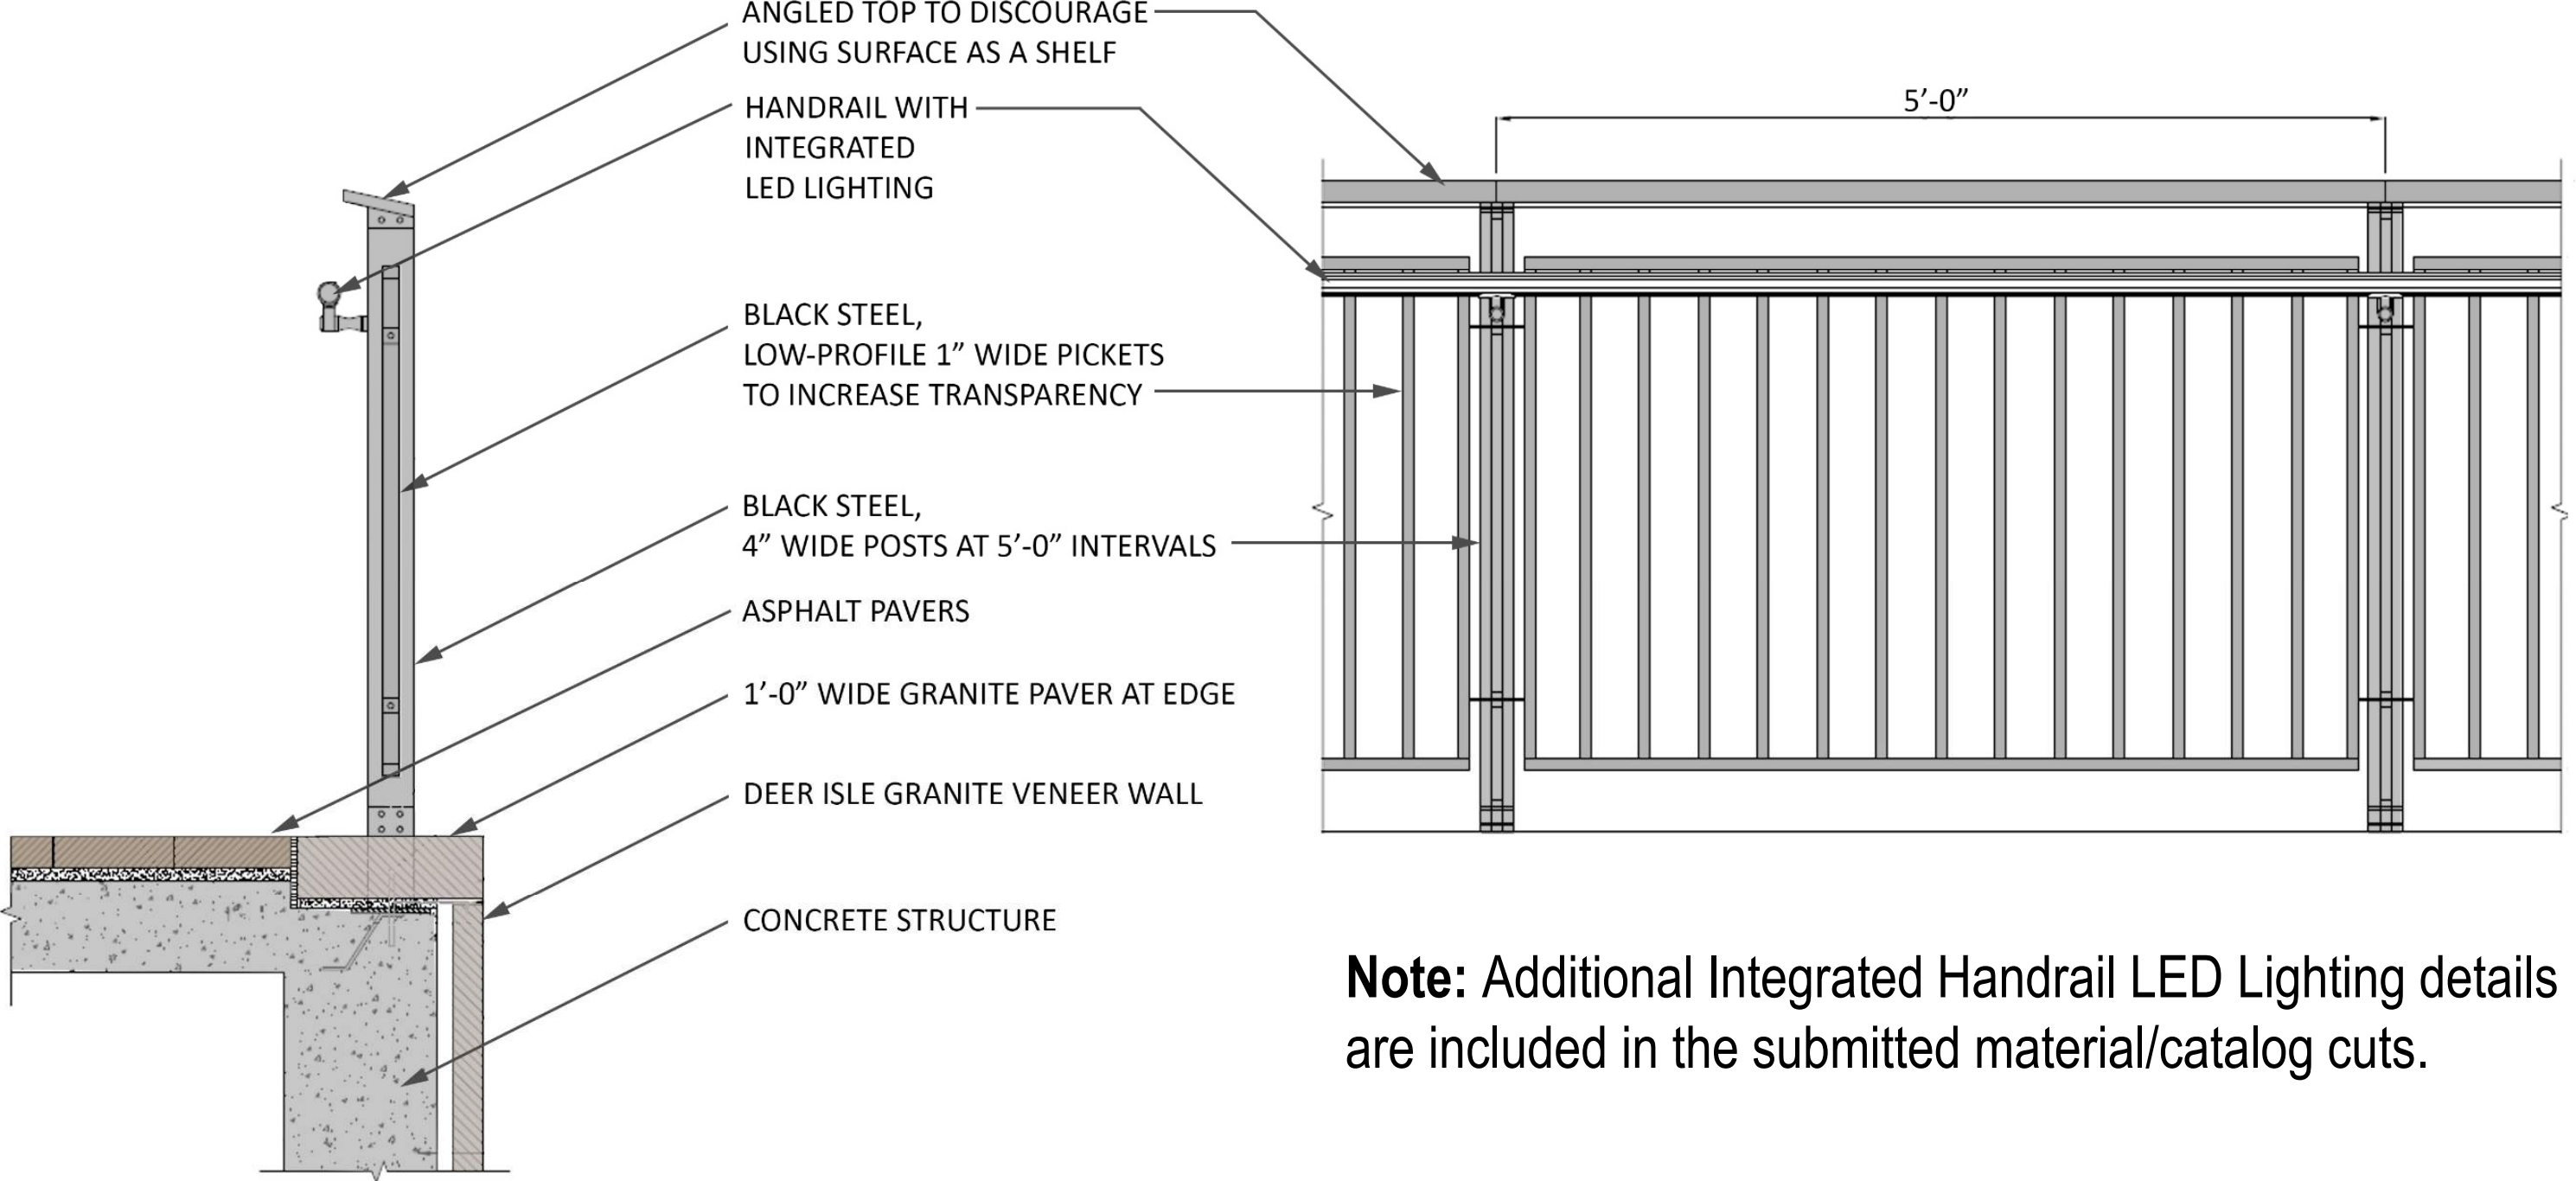 ANGLED TOP TO DISCOURAGE
USING SURFACE AS A SHELF
HANDRAIL WITH
INTEGRATED
LED LIGHTING
5’-0”
BLACK STEEL,
LOW-PROFILE 1” WIDE PICKETS
TO INCREASE TRANSPARENCY
BLACK STEEL,
4” WIDE POSTS AT 5’-0” INTERVALS
ASPHALT PAVERS
1’-0” WIDE GRANITE PAVER AT EDGE
DEER ISLE GRANITE VENEER WALL
CONCRETE STRUCTURE
Note: Additional Integrated Handrail LED Lighting details
are included in the submitted material/catalog cuts.